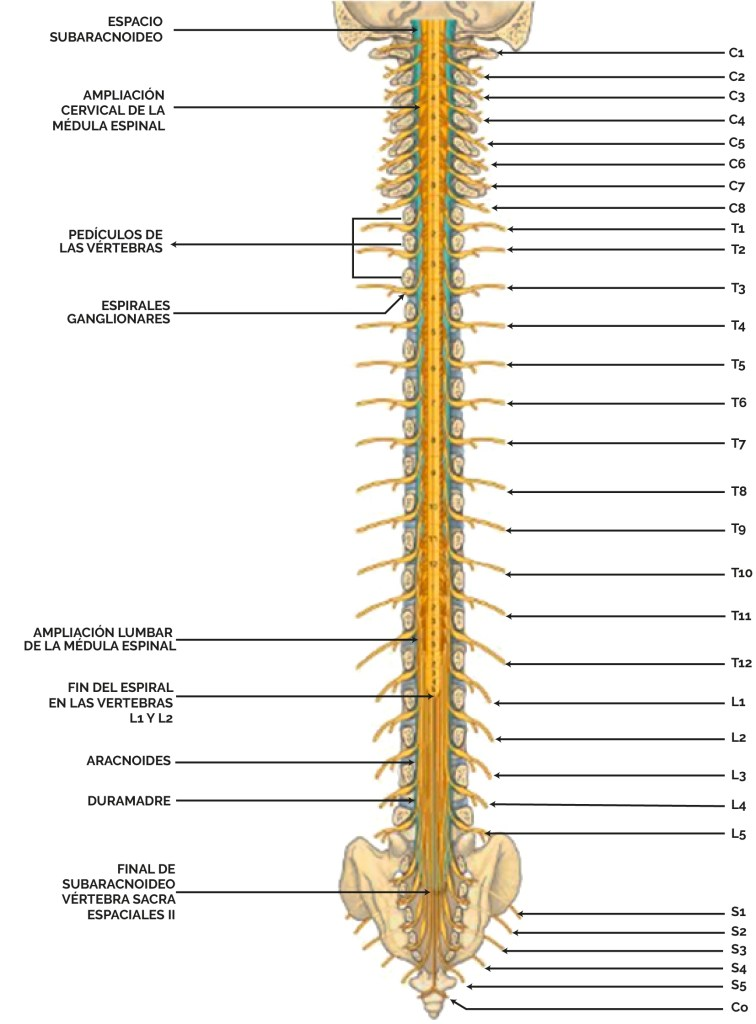 ESPACIO
SUBARACNOIDEO
AMPLIACIÓN
CERVICAL DE LA
MÉDULA ESPINAL
PEDÍCULOS DE
LAS VÉRTEBRAS
ESPIRALES
GANGLIONARES
AMPLIACIÓN LUMBAR
DE LA MÉDULA ESPINAL
FIN DEL ESPIRAL
EN LAS VERTEBRAS
L1 Y L2
ARACNOIDES
DURAMADRE
FINAL DE
SUBARACNOIDEO
VÉRTEBRA SACRA
ESPACIALES II
C1
C2
C3
C4
C5
C6
C7
C8
T1
T2
T3
T4
T5
T6
T7
T8
T9
T10
T11
T12
L1
L2
L3
L4
L5
S1
S2
S3
S4
S5
Co